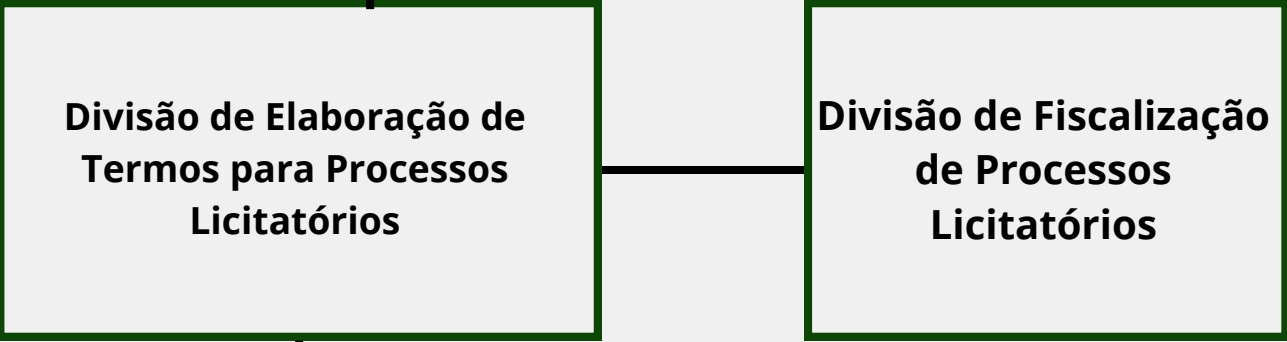 Divisão de Elaboração de
Termos para Processos
Licitatórios
Divisão de Fiscalização
de Processos
Licitatórios